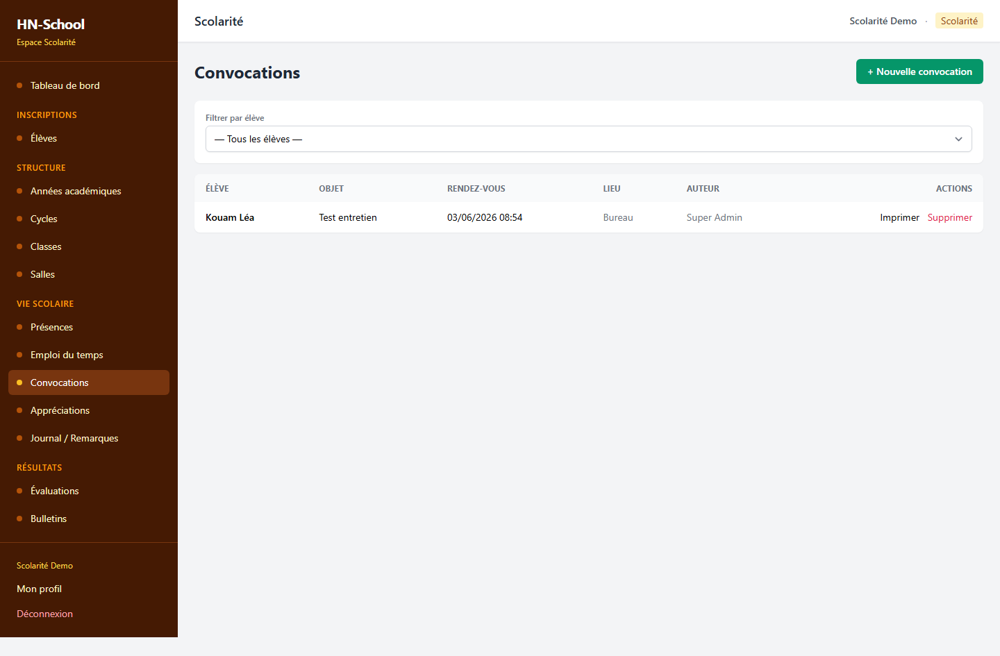 HN-School
Espace Scolarité
Tableau de bord
INSCRIPTIONS
Élèves
STRUCTURE
Années académiques
Cycles
Classes
Salles
VIE SCOLAIRE
Présences
Emploi du temps
Convocations
Appréciations
Journal / Remarques
RÉSULTATS
Évaluations
Bulletins
Scolarité Demo
Mon profil
Déconnexion
Scolarité
Scolarité Demo · Scolarité
Convocations
+ Nouvelle convocation
Filtrer par élève
— Tous les élèves —
ÉLÈVE OBJET RENDEZ-VOUS LIEU AUTEUR ACTIONS
Kouam Léa Test entretien 03/06/2026 08:54 Bureau Super Admin Imprimer Supprimer